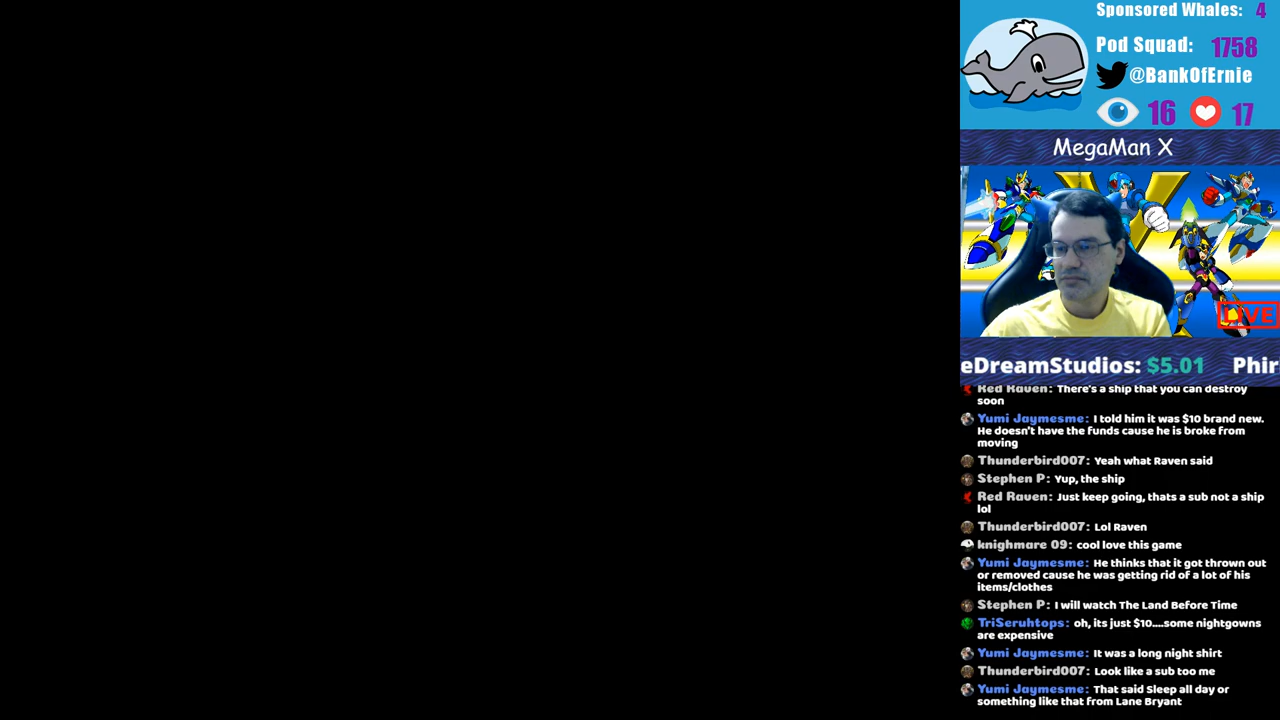 Sponsored Whales: 4
Pod Squad: 1758
@BankOfErnie
16 17
MegaMan X
LIVE
eDreamStudios: $5.01 Phir
Red Raven: There's a ship that you can destroy
soon
Yumi Jaymesme: I told him it was $10 brand new.
He doesn't have the funds cause he is broke from
moving
Thunderbird007: Yeah what Raven said
Stephen P: Yup, the ship
Red Raven: Just keep going, thats a sub not a ship
lol
Thunderbird007: Lol Raven
knighmare 09: cool love this game
Yumi Jaymesme: He thinks that it got thrown out
or removed cause he was getting rid of a lot of his
items/clothes
Stephen P: I will watch The Land Before Time
TriSeruhtops: oh, its just $10....some nightgowns
are expensive
Yumi Jaymesme: It was a long night shirt
Thunderbird007: Look like a sub too me
Yumi Jaymesme: That said Sleep all day or
something like that from Lane Bryant